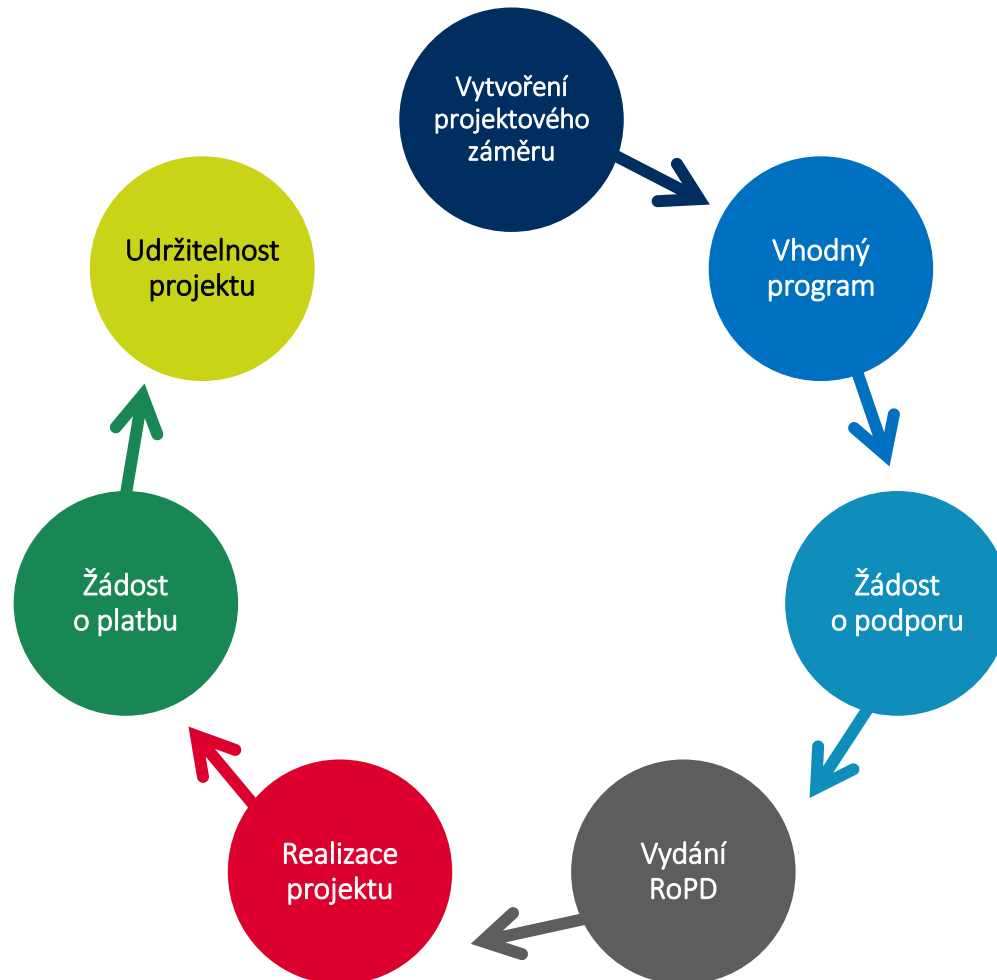 Vytvoření
projektového
záměru
Vhodný
program
Žádost
o podporu
Vydání
RoPD
Realizace
projektu
Žádost
o platbu
Udržitelnost
projektu